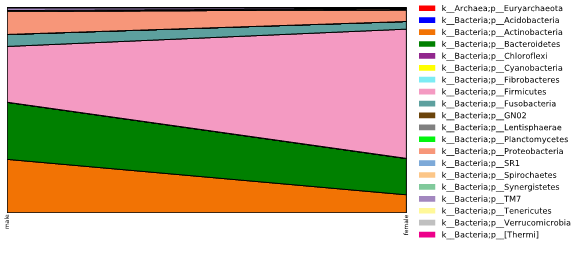 k__Archaea;p__Euryarchaeota
k__Bacteria;p__Acidobacteria
k__Bacteria;p__Actinobacteria
k__Bacteria;p__Bacteroidetes
k__Bacteria;p__Chloroflexi
k__Bacteria;p__Cyanobacteria
k__Bacteria;p__Fibrobacteres
k__Bacteria;p__Firmicutes
k__Bacteria;p__Fusobacteria
k__Bacteria;p__GN02
k__Bacteria;p__Lentisphaerae
k__Bacteria;p__Planctomycetes
k__Bacteria;p__Proteobacteria
k__Bacteria;p__SR1
k__Bacteria;p__Spirochaetes
k__Bacteria;p__Synergistetes
k__Bacteria;p__TM7
k__Bacteria;p__Tenericutes
k__Bacteria;p__Verrucomicrobia
k__Bacteria;p__[Thermi]
male
female